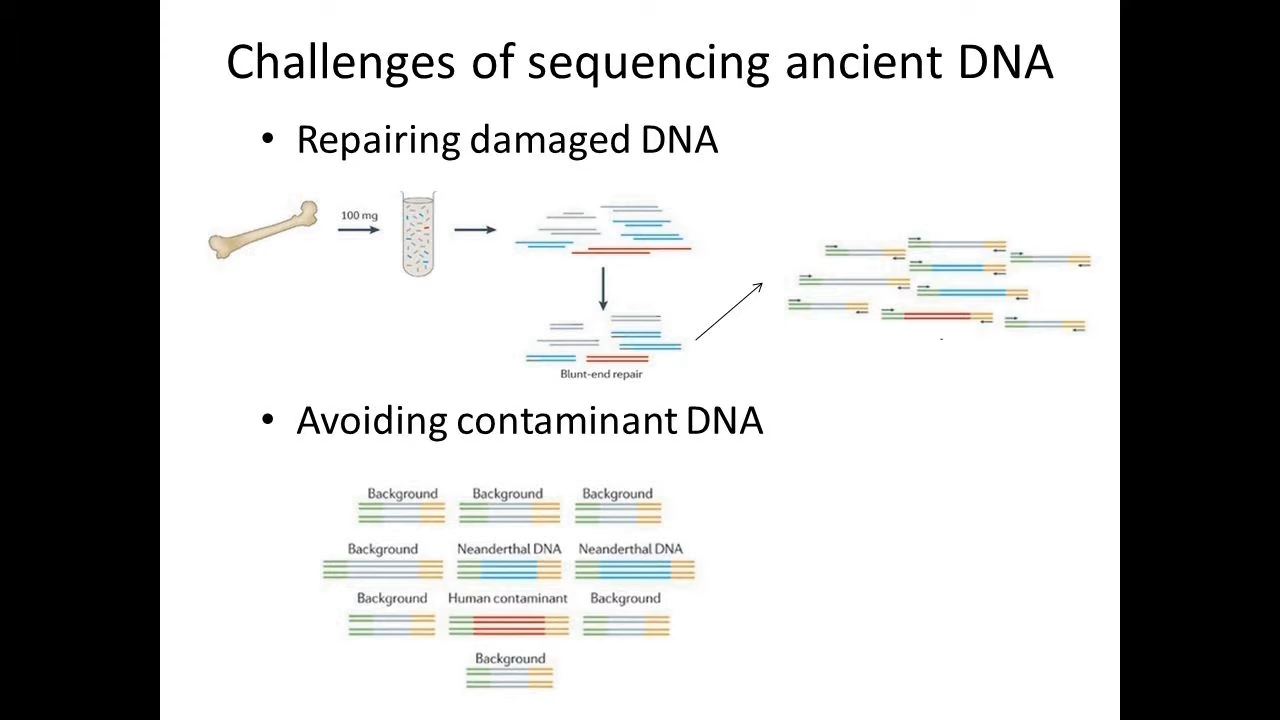 Challenges of sequencing ancient DNA
• Repairing damaged DNA
100 mg
Blunt-end repair
• Avoiding contaminant DNA
Background Background Background
Background Neanderthal DNA Neanderthal DNA
Background Human contaminant Background
Background